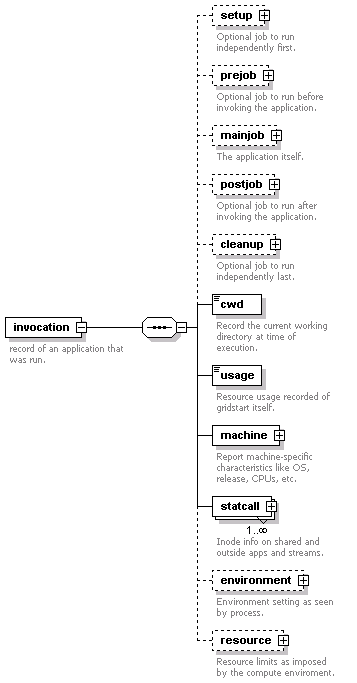 setup
Optional job to run
independently first.
prejob
Optional job to run before
invoking the application.
mainjob
The application itself.
postjob
Optional job to run after
invoking the application.
cleanup
Optional job to run
independently last.
invocation
record of an application that
was run.
cwd
Record the current working
directory at time of
execution.
usage
Resource usage recorded of
gridstart itself.
machine
Report machine-specific
characteristics like OS,
release, CPUs, etc.
statcall
1..∞
Inode info on shared and
outside apps and streams.
environment
Environment setting as seen
by process.
resource
Resource limits as imposed
by the compute enviroment.